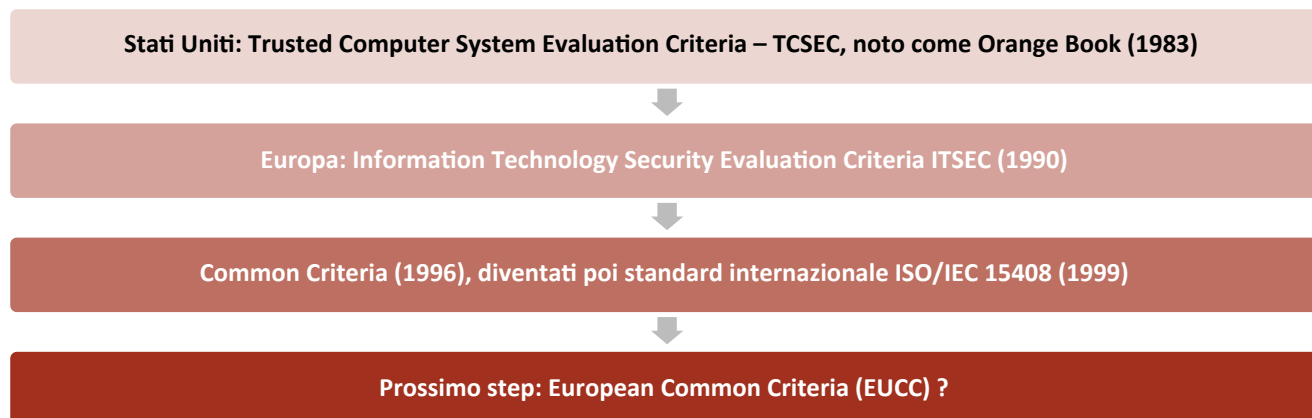 Stati Uniti: Trusted Computer System Evaluation Criteria – TCSEC, noto come Orange Book (1983)
Europa: Information Technology Security Evaluation Criteria ITSEC (1990)
Common Criteria (1996), diventati poi standard internazionale ISO/IEC 15408 (1999)
Prossimo step: European Common Criteria (EUCC) ?